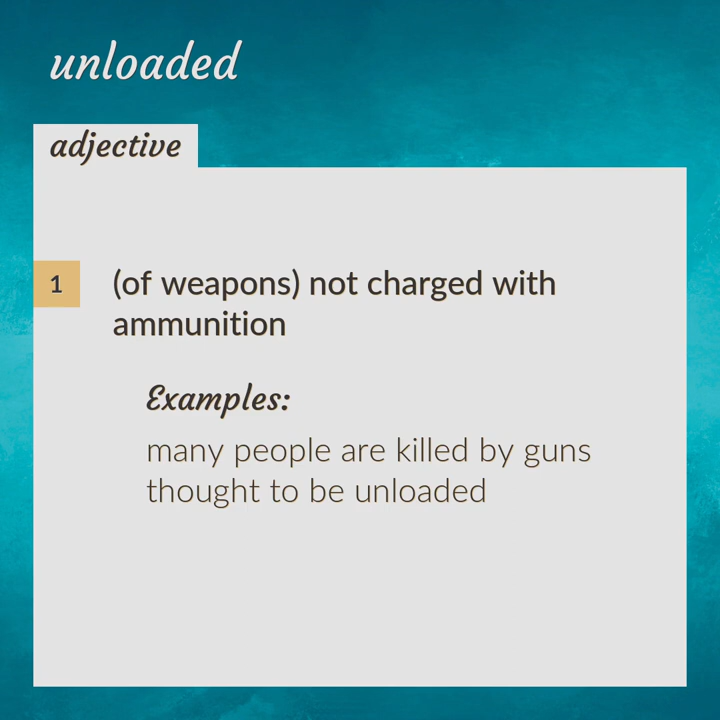 unloaded
adjective
1
(of weapons) not charged with
ammunition
Examples:
many people are killed by guns
thought to be unloaded